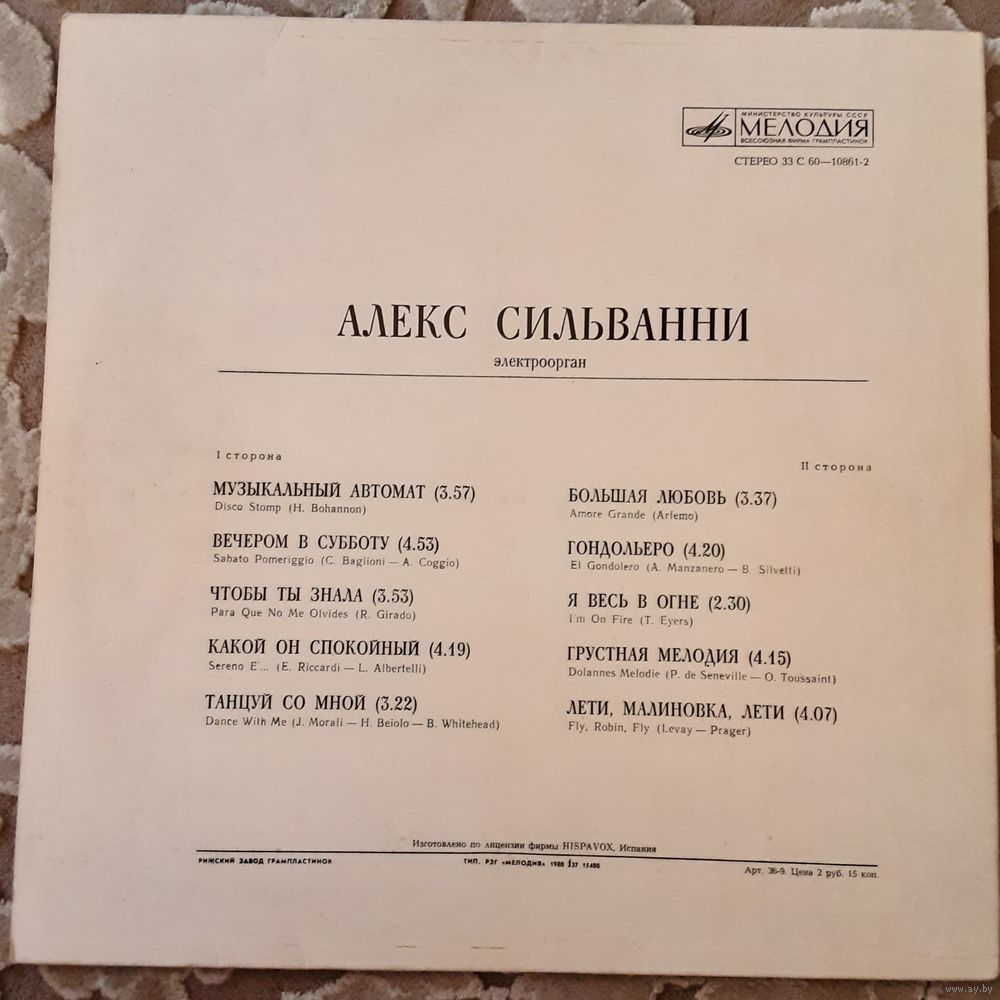 МИНИСТЕРСТВО КУЛЬТУРЫ СССР
МЕЛОДИЯ
ВСЕСОЮЗНАЯ ФИРМА ГРАМПЛАСТИНОК
СТЕРЕО 33 С 60—10861-2
АЛЕКС СИЛЬВАННИ
электроорган
I сторона
МУЗЫКАЛЬНЫЙ АВТОМАТ (3.57)
Disco Stomp (H. Bohannon)
ВЕЧЕРОМ В СУББОТУ (4.53)
Sabato Pomeriggio (C. Baglioni — A. Coggio)
ЧТОБЫ ТЫ ЗНАЛА (3.53)
Para Que No Me Olvides (R. Girado)
КАКОЙ ОН СПОКОЙНЫЙ (4.19)
Sereno E'... (E. Riccardi — L. Albertelli)
ТАНЦУЙ СО МНОЙ (3.22)
Dance With Me (J. Morali — H. Beiolo — B. Whitehead)
II сторона
БОЛЬШАЯ ЛЮБОВЬ (3.37)
Amore Grande (Arfemo)
ГОНДОЛЬЕРО (4.20)
El Gondolero (A. Manzanero — B. Silvetti)
Я ВЕСЬ В ОГНЕ (2.30)
I'm On Fire (T. Eyers)
ГРУСТНАЯ МЕЛОДИЯ (4.15)
Dolannes Melodie (P. de Seneville — O. Toussaint)
ЛЕТИ, МАЛИНОВКА, ЛЕТИ (4.07)
Fly, Robin, Fly (Levay — Prager)
Изготовлено по лицензии фирмы HISPAVOX, Испания
РИЖСКИЙ ЗАВОД ГРАМПЛАСТИНОК
ТИП. РЗГ «МЕЛОДИЯ» 1980 15400
Арт. 36-9. Цена 2 руб. 15 коп.
www.ay.by